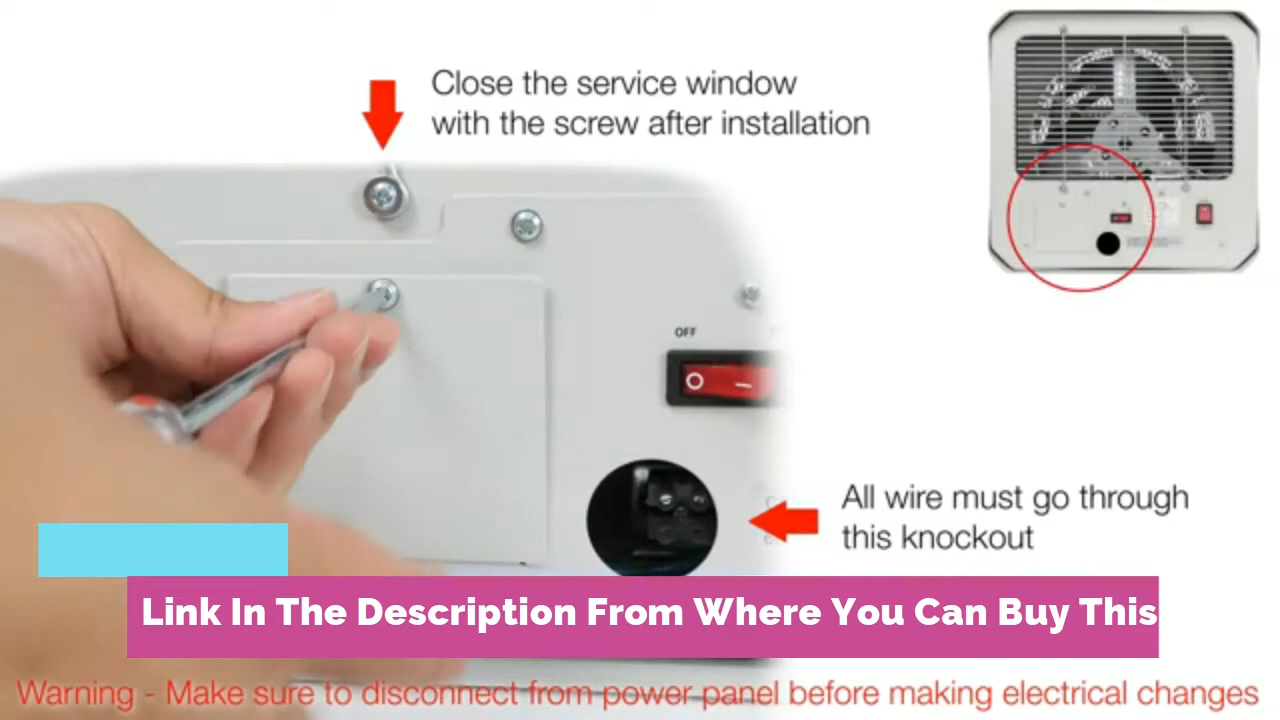 Close the service window
with the screw after installation
OFF
All wire must go through
this knockout
Link In The Description From Where You Can Buy This
Warning - Make sure to disconnect from power panel before making electrical changes